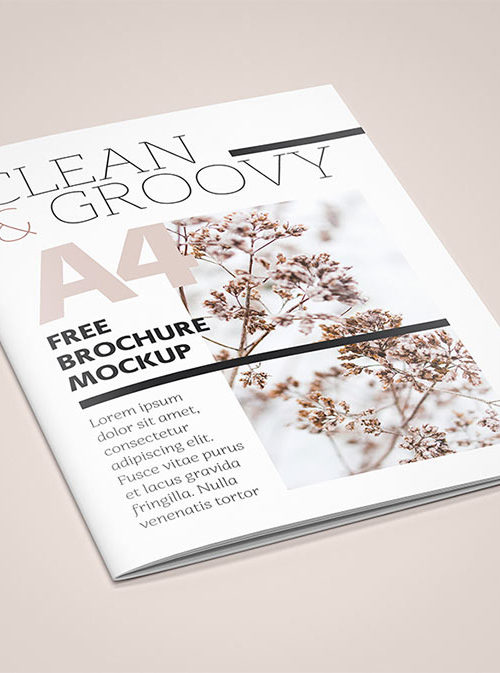 CLEAN
& GROOVY
A4
FREE
BROCHURE
MOCKUP
Lorem ipsum
dolor sit amet,
consectetur
adipiscing elit.
Fusce vitae purus
et lacus gravida
fringilla. Nulla
venenatis tortor